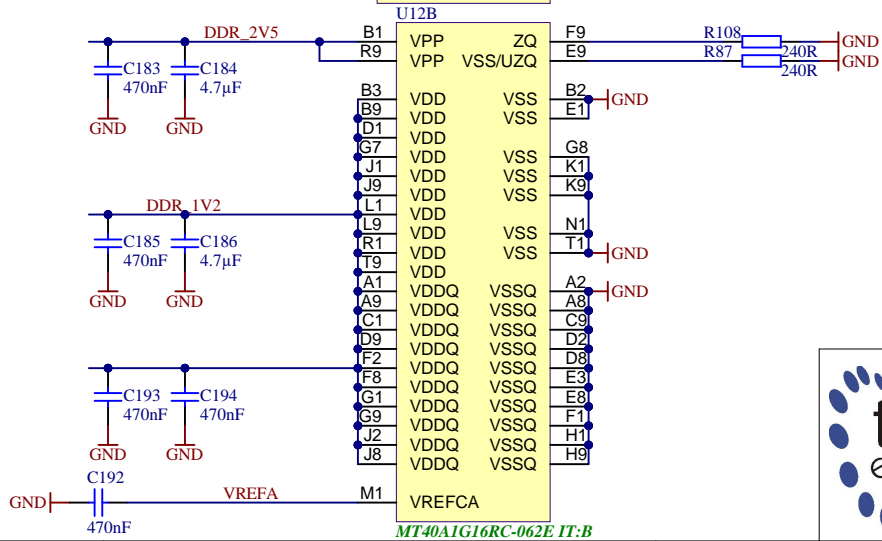 U12B
DDR_2V5 B1 VPP ZQ F9 R108 GND
R9 VPP VSS/UZQ E9 R87 240R GND
240R
C183 C184
470nF 4.7µF
GND GND
B3 VDD VSS B2 GND
B9 VDD VSS E1
D1 VDD
G7 VDD VSS G8
J1 VDD VSS K1
J9 VDD VSS K9
DDR_1V2 L1 VDD
L9 VDD VSS N1
R1 VDD VSS T1 GND
T9 VDD
C185 C186
470nF 4.7µF
GND GND
A1 VDDQ VSSQ A2 GND
A9 VDDQ VSSQ A8
C1 VDDQ VSSQ C9
D9 VDDQ VSSQ D2
F2 VDDQ VSSQ D8
F8 VDDQ VSSQ E3
G1 VDDQ VSSQ E8
G9 VDDQ VSSQ F1
J2 VDDQ VSSQ H1
J8 VDDQ VSSQ H9
C193 C194
470nF 470nF
GND GND
C192
GND VREFA M1 VREFCA
470nF
MT40A1G16RC-062E IT:B